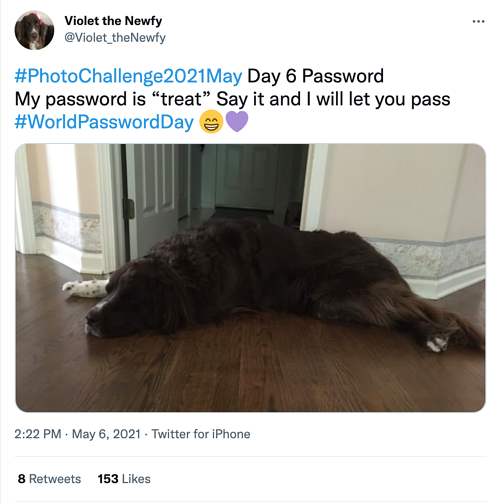 Violet the Newfy
@Violet_theNewfy
#PhotoChallenge2021May Day 6 Password
My password is “treat” Say it and I will let you pass
#WorldPasswordDay 😁💜
2:22 PM · May 6, 2021 · Twitter for iPhone
8 Retweets 153 Likes